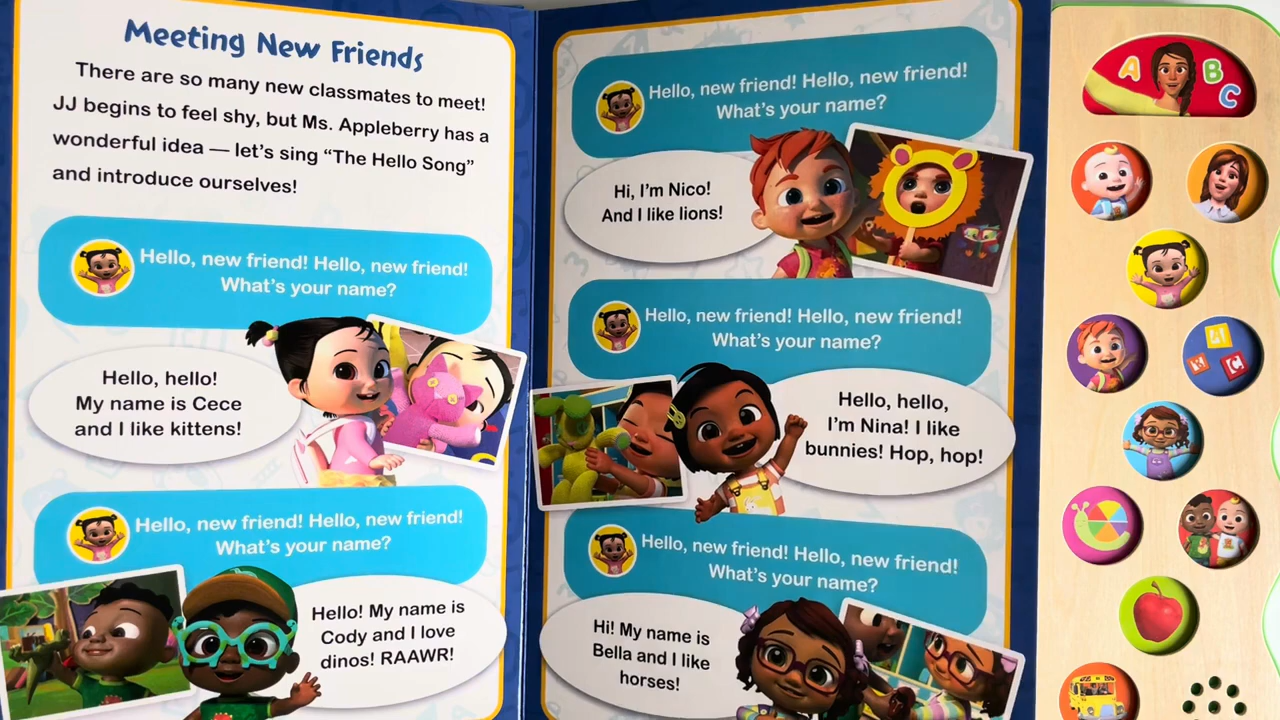 Meeting New Friends
There are so many new classmates to meet!
JJ begins to feel shy, but Ms. Appleberry has a
wonderful idea — let's sing "The Hello Song"
and introduce ourselves!
Hello, new friend! Hello, new friend!
What's your name?
Hello, hello!
My name is Cece
and I like kittens!
Hello, new friend! Hello, new friend!
What's your name?
Hello! My name is
Cody and I love
dinos! RAAWR!
Hello, new friend! Hello, new friend!
What's your name?
Hi, I'm Nico!
And I like lions!
Hello, new friend! Hello, new friend!
What's your name?
Hello, hello,
I'm Nina! I like
bunnies! Hop, hop!
Hello, new friend! Hello, new friend!
What's your name?
Hi! My name is
Bella and I like
horses!
A B
C